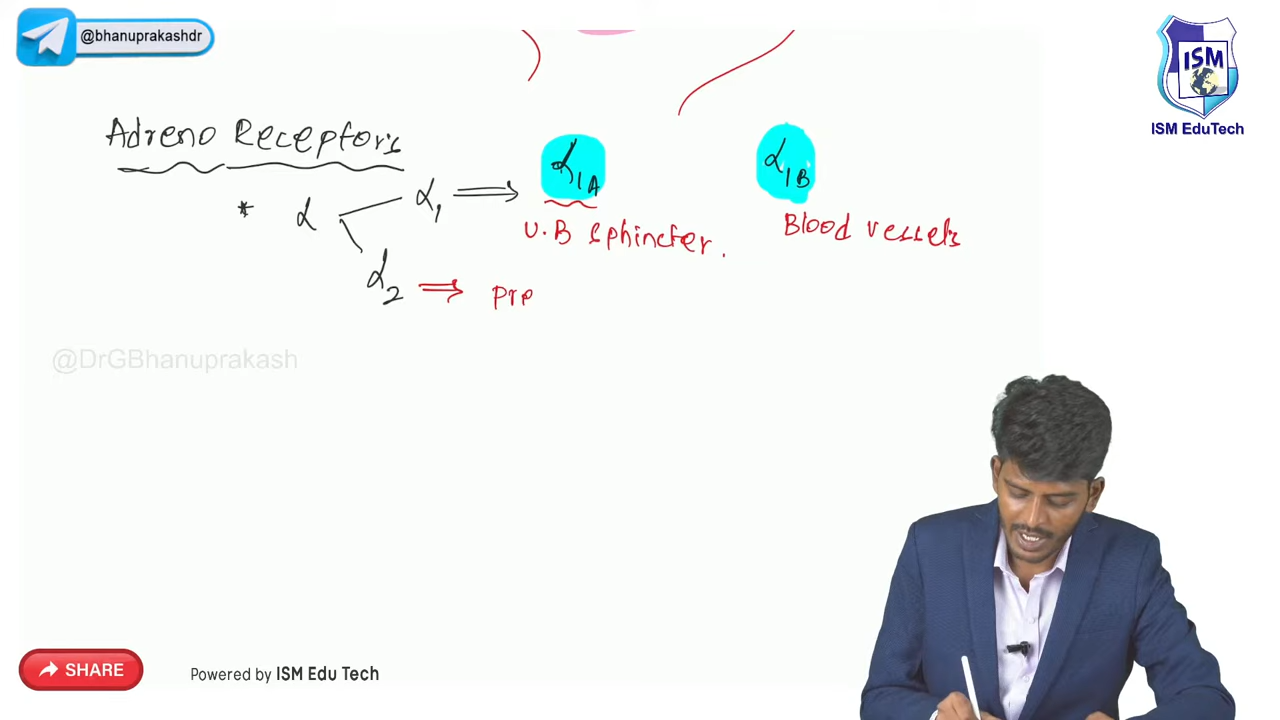 @bhanuprakashdr
ISM
ISM EduTech
Adreno Receptors
* α α1 ⇒ α1A α1B
U.B sphincter. Blood vessels
α2 ⇒ pre
@DrGBhanuprakash
SHARE
Powered by ISM Edu Tech